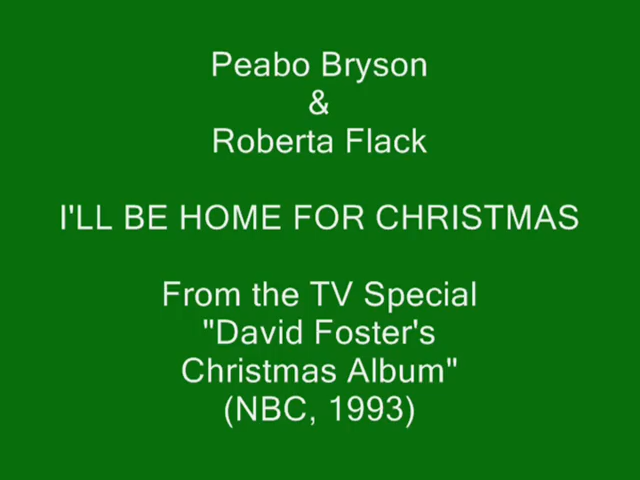 Peabo Bryson
&
Roberta Flack
I'LL BE HOME FOR CHRISTMAS
From the TV Special
"David Foster's
Christmas Album"
(NBC, 1993)